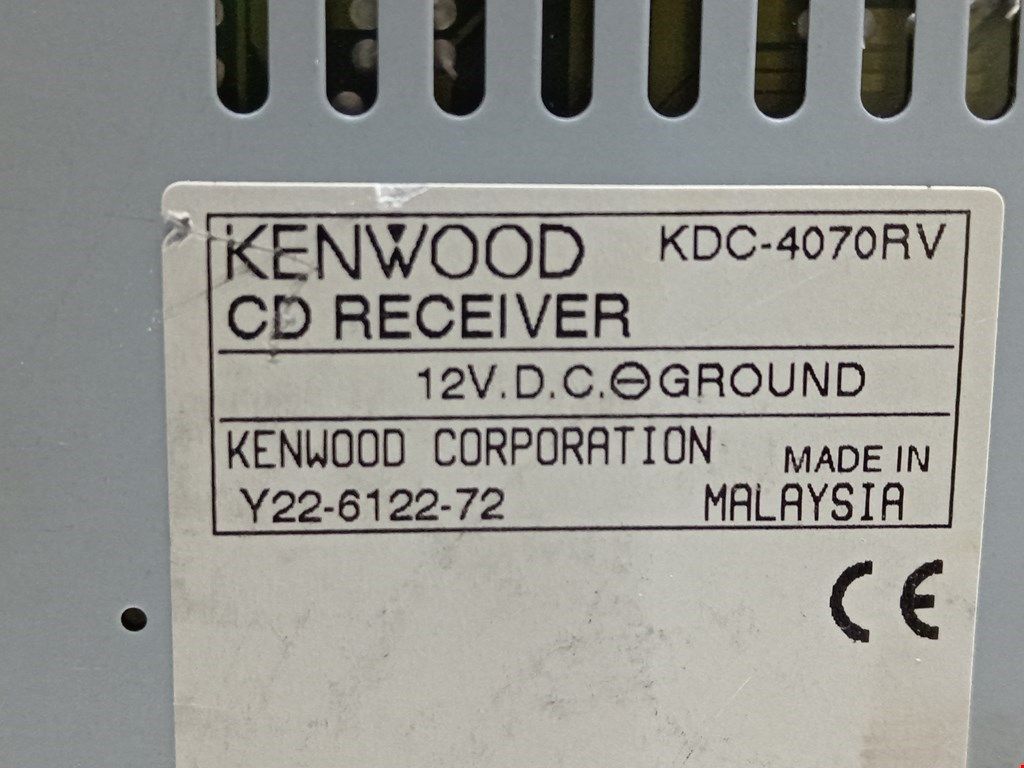 KENWOOD KDC-4070RV
CD RECEIVER
12V.D.C.⊖GROUND
KENWOOD CORPORATION MADE IN
Y22-6122-72 MALAYSIA
CE